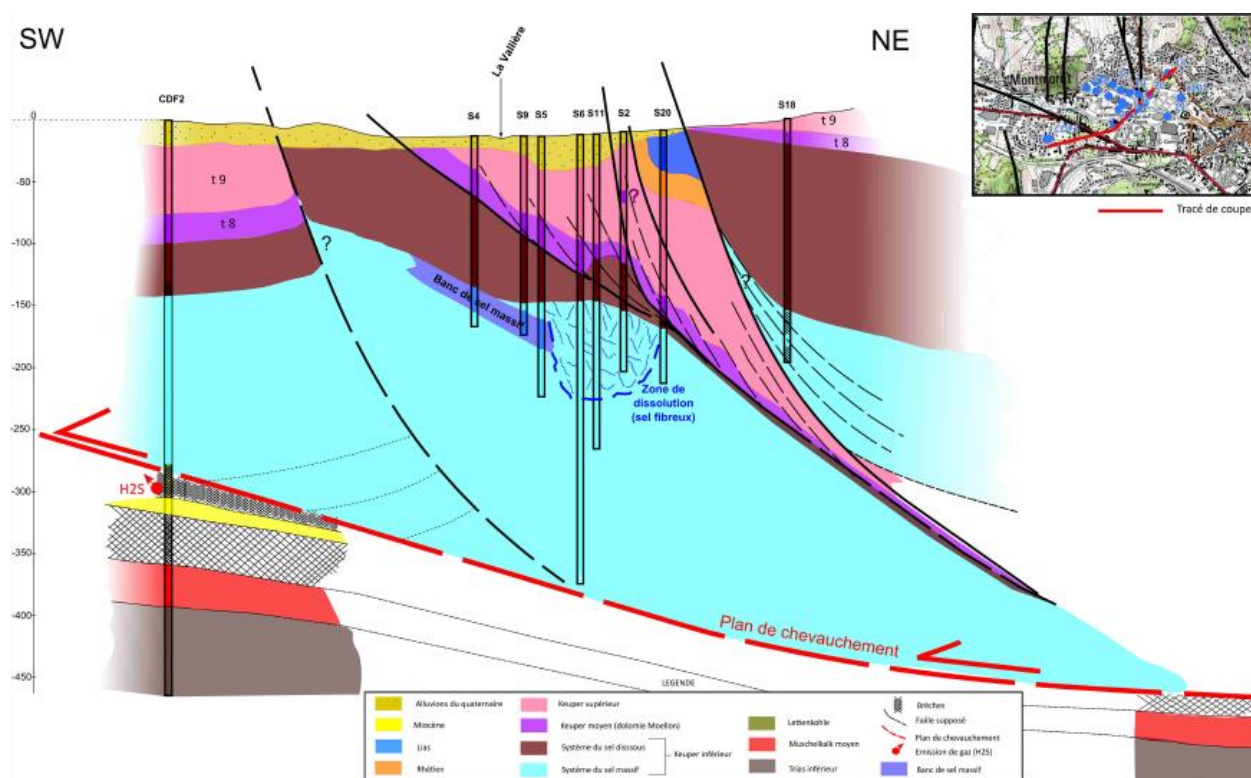 SW
NE
La Vallière
CDF2
S4
S9
S5
S6
S11
S2
S20
S18
Montmorot
Tracé de coupe
0
-50
-100
-150
-200
-250
-300
-350
-400
-450
t 9
t 8
t 9
t 8
?
?
?
Banc de sel massif
Zone de
dissolution
(sel fibreux)
H2S
Plan de chevauchement
LEGENDE
Alluvions du quaternaire
Miocène
Lias
Rhétien
Keuper supérieur
Keuper moyen (dolomie Moellon)
Système du sel disssous
Système du sel massif
Keuper inférieur
Lettenkohle
Muschelkalk moyen
Trias inférieur
Brèches
Faille supposé
Plan de chevauchement
Emission de gaz (H2S)
Banc de sel massif